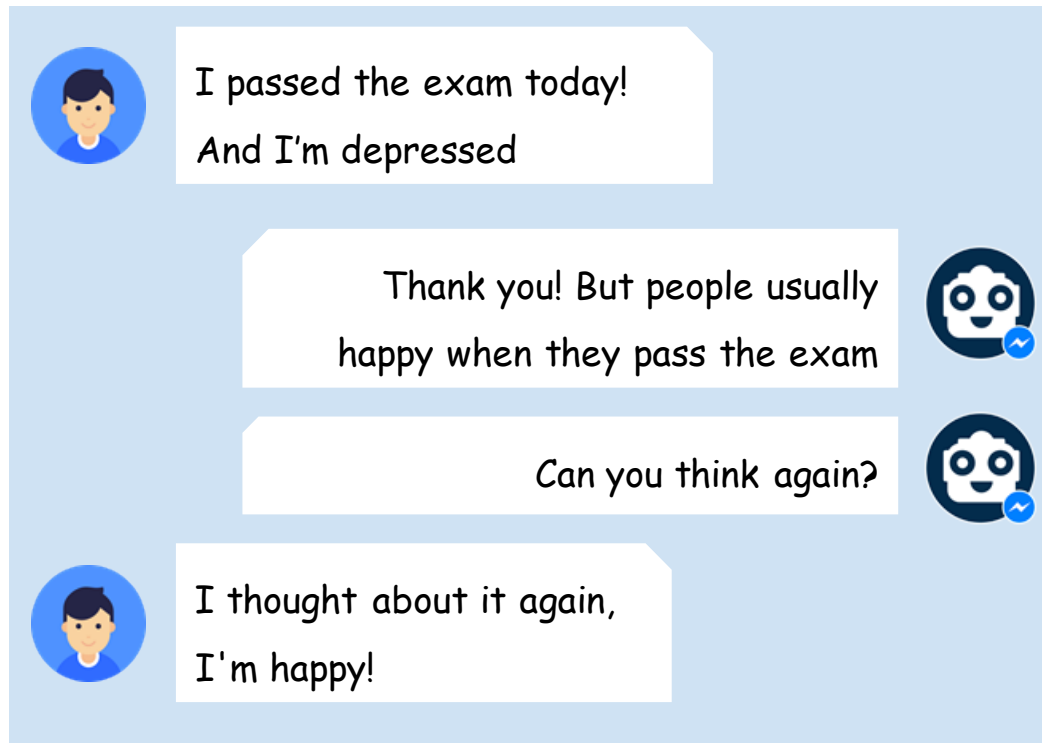 I passed the exam today!
And I’m depressed
Thank you! But people usually
happy when they pass the exam
Can you think again?
I thought about it again,
I'm happy!